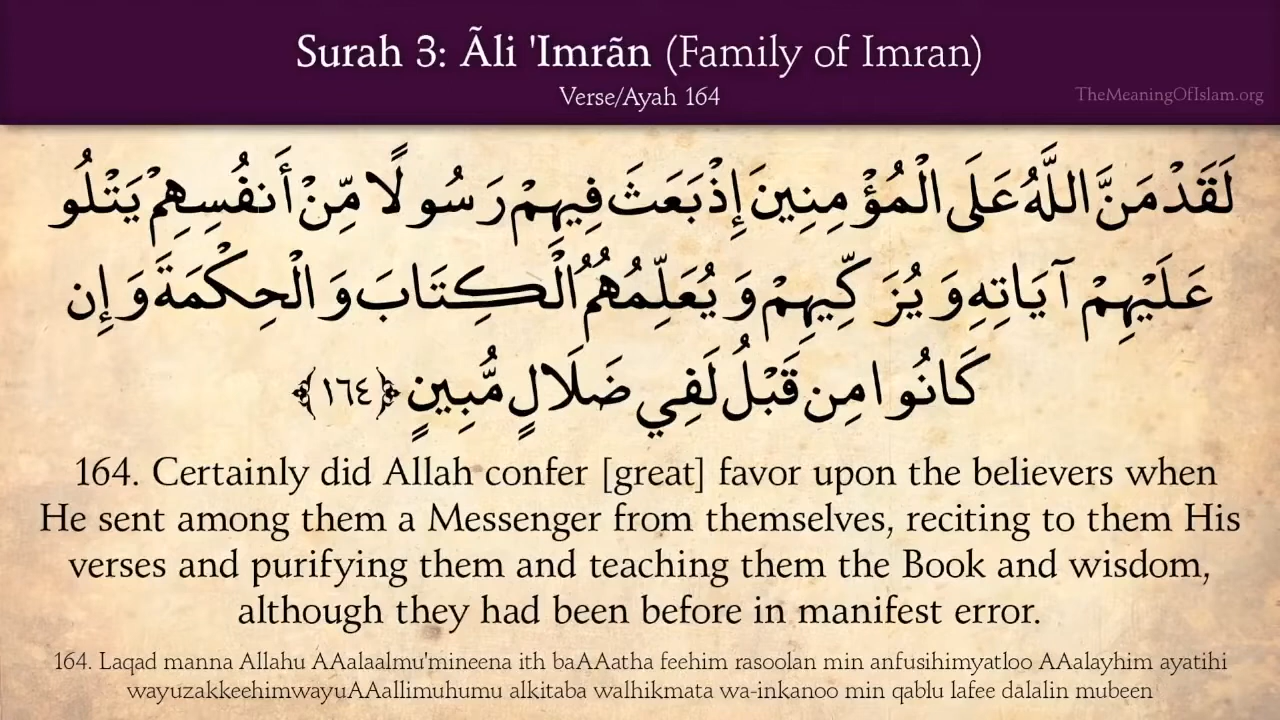 Surah 3: Ãli 'Imrãn (Family of Imran)
Verse/Ayah 164
TheMeaningOfIslam.org
لَقَدْ مَنَّ اللَّهُ عَلَى الْمُؤْمِنِينَ إِذْ بَعَثَ فِيهِمْ رَسُولًا مِّنْ أَنفُسِهِمْ يَتْلُو
عَلَيْهِمْ آيَاتِهِ وَيُزَكِّيهِمْ وَيُعَلِّمُهُمُ الْكِتَابَ وَالْحِكْمَةَ وَإِن
كَانُوا مِن قَبْلُ لَفِي ضَلَالٍ مُّبِينٍ ﴿١٦٤﴾
164. Certainly did Allah confer [great] favor upon the believers when
He sent among them a Messenger from themselves, reciting to them His
verses and purifying them and teaching them the Book and wisdom,
although they had been before in manifest error.
164. Laqad manna Allahu AAalaalmu'mineena ith baAAatha feehim rasoolan min anfusihimyatloo AAalayhim ayatihi
wayuzakkeehimwayuAAallimuhumu alkitaba walhikmata wa-inkanoo min qablu lafee dalalin mubeen